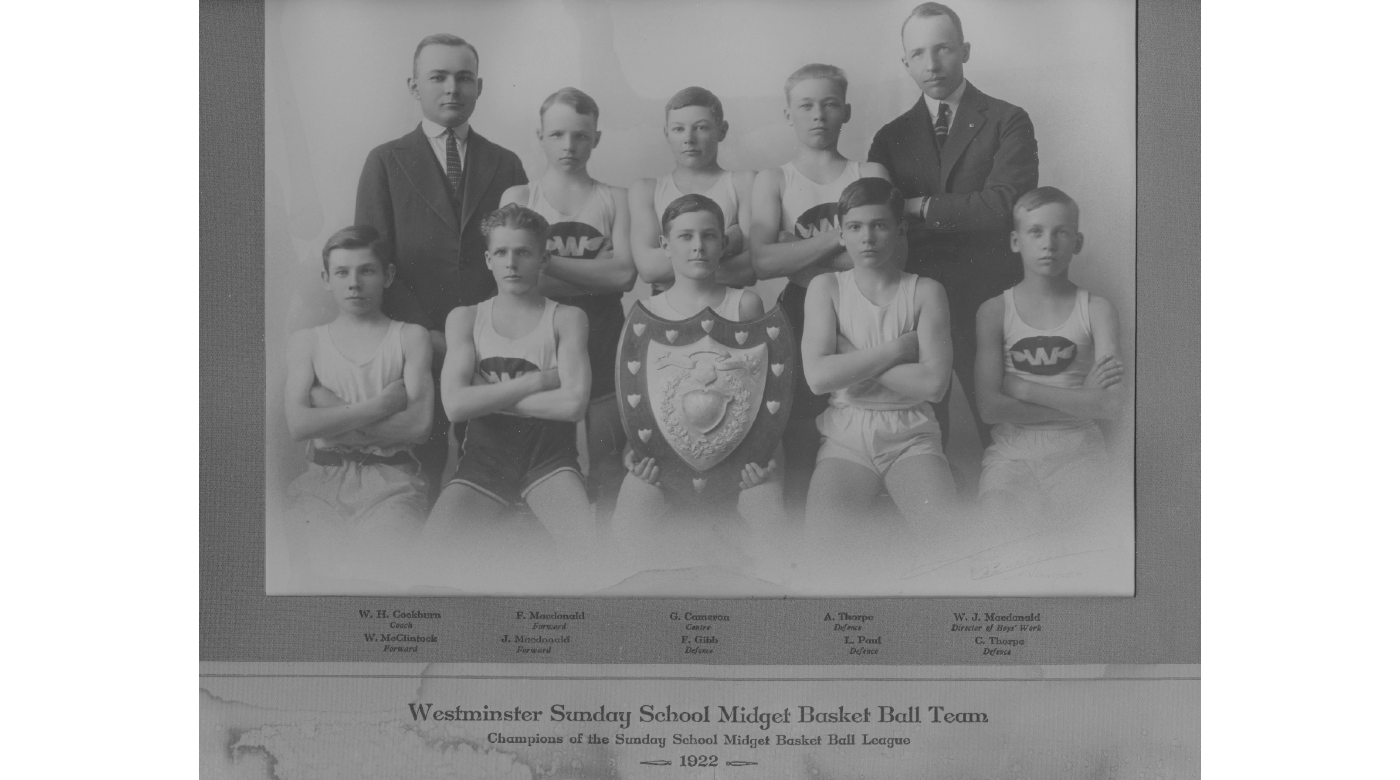 W
W
W
W
W. H. Cockburn F. Macdonald G. Cameron A. Thorpe W. J. Macdonald
Coach Forward Centre Defence Director of Boys' Work
W. McClintock J. Macdonald F. Gibb L. Paul C. Thorpe
Forward Forward Defence Defence Defence
Westminster Sunday School Midget Basket Ball Team
Champions of the Sunday School Midget Basket Ball League
1922